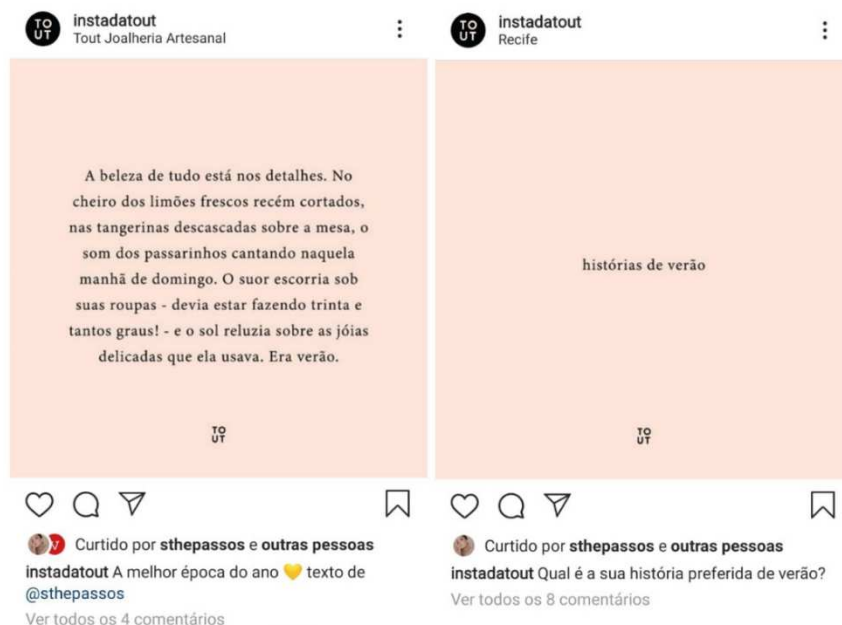 TO
UT
instadatout
Tout Joalheria Artesanal
A beleza de tudo está nos detalhes. No
cheiro dos limões frescos recém cortados,
nas tangerinas descascadas sobre a mesa, o
som dos passarinhos cantando naquela
manhã de domingo. O suor escorria sob
suas roupas - devia estar fazendo trinta e
tantos graus! - e o sol reluzia sobre as jóias
delicadas que ela usava. Era verão.
TO
UT
Curtido por sthepassos e outras pessoas
instadatout A melhor época do ano 💛 texto de
@sthepassos
Ver todos os 4 comentários
TO
UT
instadatout
Recife
histórias de verão
TO
UT
Curtido por sthepassos e outras pessoas
instadatout Qual é a sua história preferida de verão?
Ver todos os 8 comentários